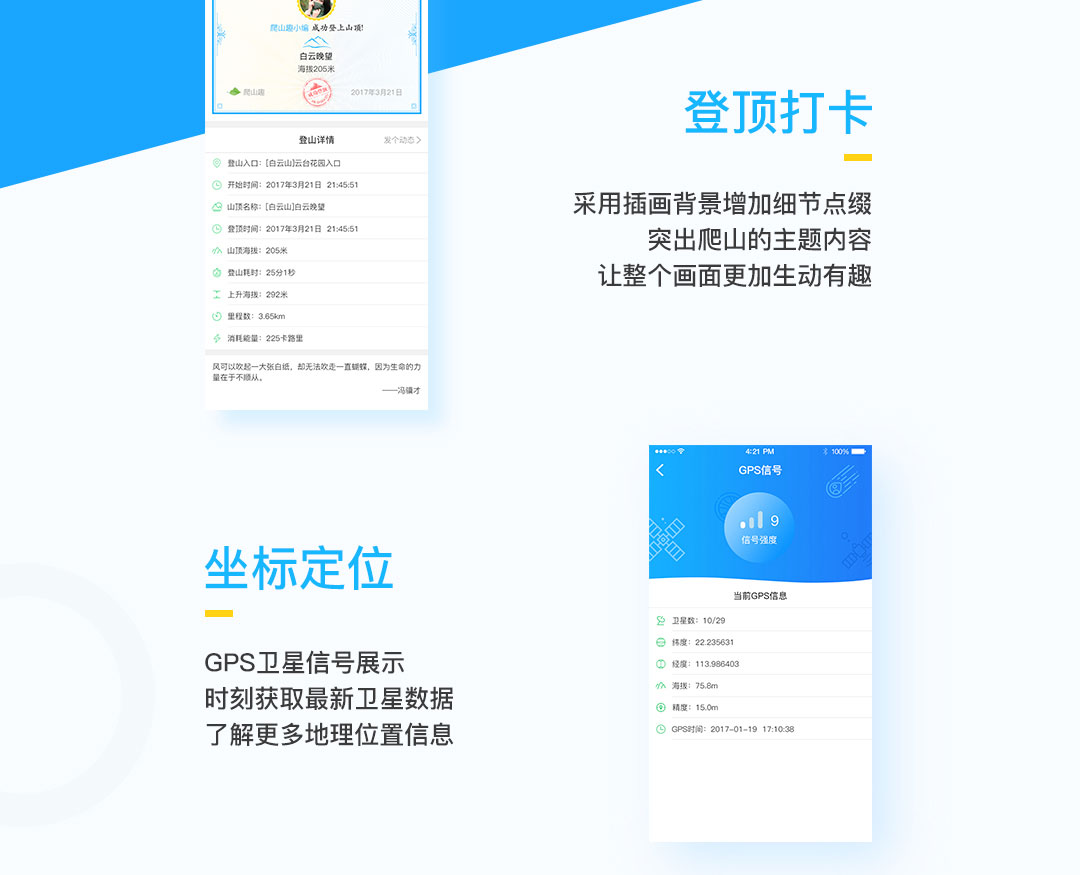 爬山趣小编 成功登上山顶!
白云晚望
海拔205米
爬山趣
2017年3月21日
登山详情
发个动态
登山入口：[白云山]云台花园入口
开始时间：2017年3月21日 21:45:51
山顶名称：[白云山]白云晚望
登顶时间：2017年3月21日 21:45:51
山顶海拔：205米
登山耗时：25分1秒
上升海拔：292米
里程数：3.65km
消耗能量：225卡路里
风可以吹起一大张白纸，却无法吹走一直蝴蝶，因为生命的力
量在于不顺从。
——冯骥才
登顶打卡
采用插画背景增加细节点缀
突出爬山的主题内容
让整个画面更加生动有趣
坐标定位
GPS卫星信号展示
时刻获取最新卫星数据
了解更多地理位置信息
4:21 PM
100%
GPS信号
9
信号强度
当前GPS信息
卫星数：10/29
纬度：22.235631
经度：113.986403
海拔：75.8m
精度：15.0m
GPS时间：2017-01-19 17:10:38